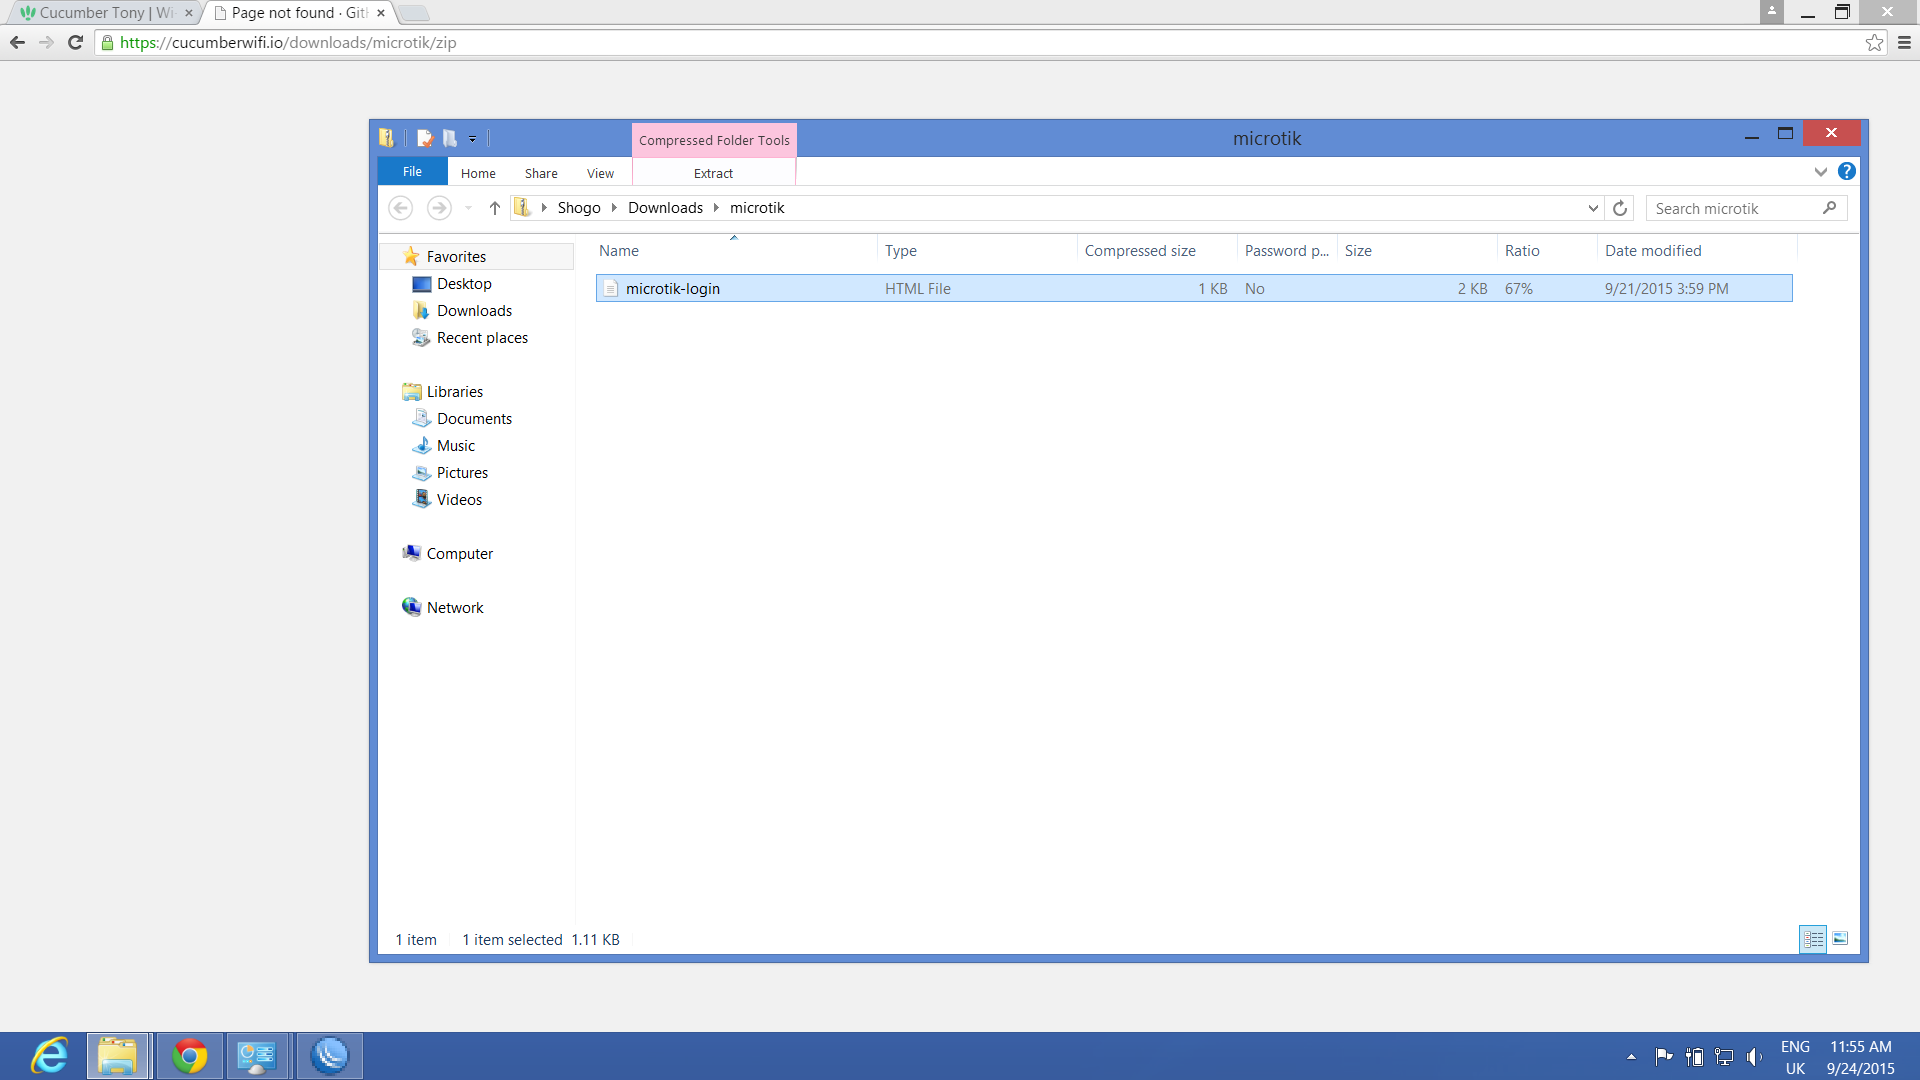 Cucumber Tony | Wi-
Page not found · Git
https://cucumberwifi.io/downloads/microtik/zip
Compressed Folder Tools
microtik
File
Home
Share
View
Extract
Shogo
Downloads
microtik
Search microtik
Name
Type
Compressed size
Password p...
Size
Ratio
Date modified
microtik-login
HTML File
1 KB
No
2 KB
67%
9/21/2015 3:59 PM
Favorites
Desktop
Downloads
Recent places
Libraries
Documents
Music
Pictures
Videos
Computer
Network
1 item
1 item selected 1.11 KB
ENG
UK
11:55 AM
9/24/2015